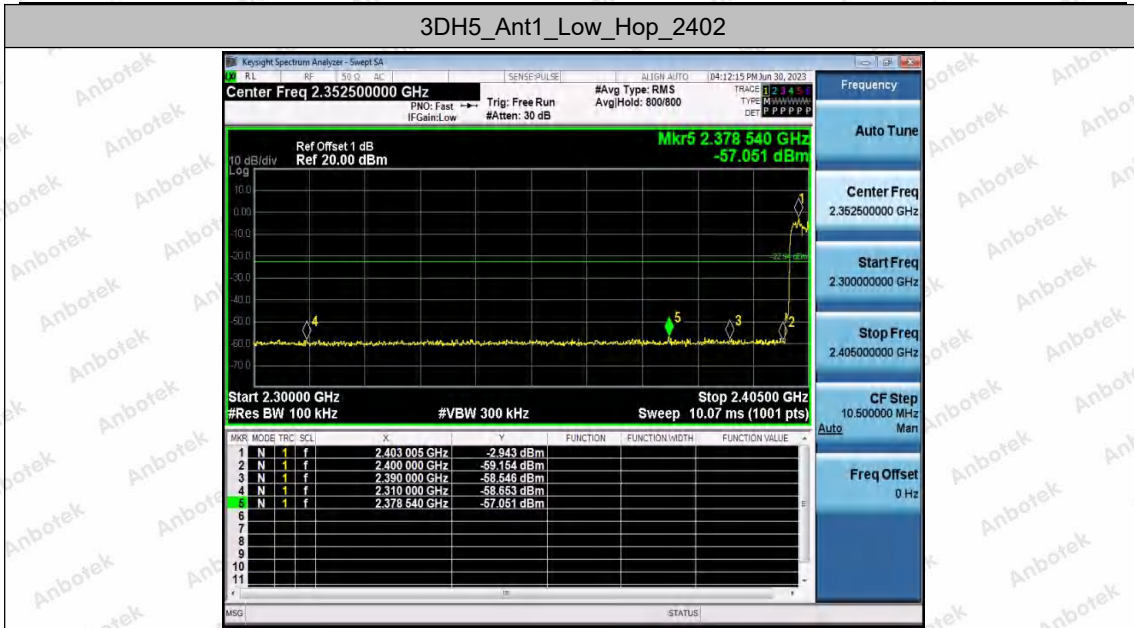 3DH5_Ant1_Low_Hop_2402
Keysight Spectrum Analyzer - Swept SA
RL RF 50 Ω AC SENSE:PULSE ALIGN AUTO 04:12:15 PM Jun 30, 2023
Center Freq 2.352500000 GHz
PNO: Fast
IFGain:Low
Trig: Free Run
#Atten: 30 dB
#Avg Type: RMS
Avg|Hold: 800/800
TRACE 1 2 3 4 5 6
TYPE M
DET P P P P P P
Ref Offset 1 dB
Ref 20.00 dBm
10 dB/div
Log
Mkr5 2.378 540 GHz
-57.051 dBm
10.0
0.00
-10.0
-20.0
-30.0
-40.0
-50.0
-60.0
-70.0
1
4
5
3
2
Start 2.30000 GHz Stop 2.40500 GHz
#Res BW 100 kHz #VBW 300 kHz Sweep 10.07 ms (1001 pts)
MKR MODE TRC SCL X Y FUNCTION FUNCTION WIDTH FUNCTION VALUE
1 N 1 f 2.403 005 GHz -2.943 dBm
2 N 1 f 2.400 000 GHz -59.154 dBm
3 N 1 f 2.390 000 GHz -58.546 dBm
4 N 1 f 2.310 000 GHz -58.653 dBm
5 N 1 f 2.378 540 GHz -57.051 dBm
6
7
8
9
10
11
MSG STATUS
Frequency
Auto Tune
Center Freq
2.352500000 GHz
Start Freq
2.300000000 GHz
Stop Freq
2.405000000 GHz
CF Step
10.500000 MHz
Auto Man
Freq Offset
0 Hz
Anbotek